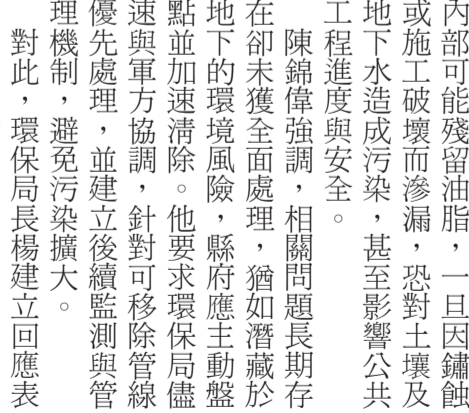 內部可能殘留油脂，一旦因鏽蝕
或施工破壞而滲漏，恐對土壤及
地下水造成污染，甚至影響公共
工程進度與安全。
陳錦偉強調，相關問題長期存
在卻未獲全面處理，猶如潛藏於
地下的環境風險，縣府應主動盤
點並加速清除。他要求環保局儘
速與軍方協調，針對可移除管線
優先處理，並建立後續監測與管
理機制，避免污染擴大。
對此，環保局長楊建立回應表